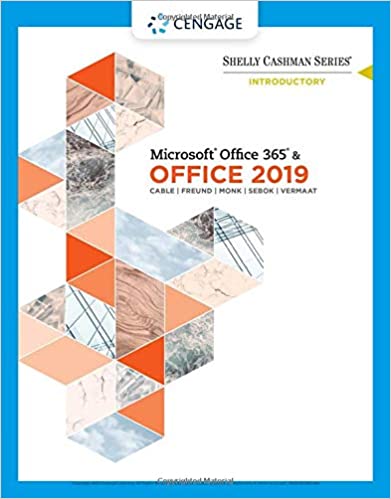 Copyrighted Material
CENGAGE
SHELLY CASHMAN SERIES®
INTRODUCTORY
Microsoft® Office 365® &
OFFICE 2019
CABLE | FREUND | MONK | SEBOK | VERMAAT
Copyrighted Material